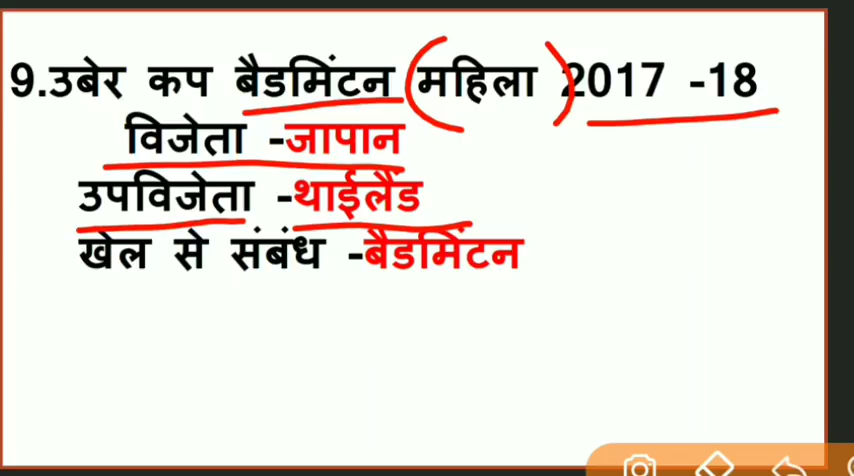 9.उबेर कप बैडमिंटन महिला 2017 -18
विजेता -जापान
उपविजेता -थाईलैंड
खेल से संबंध -बैडमिंटन